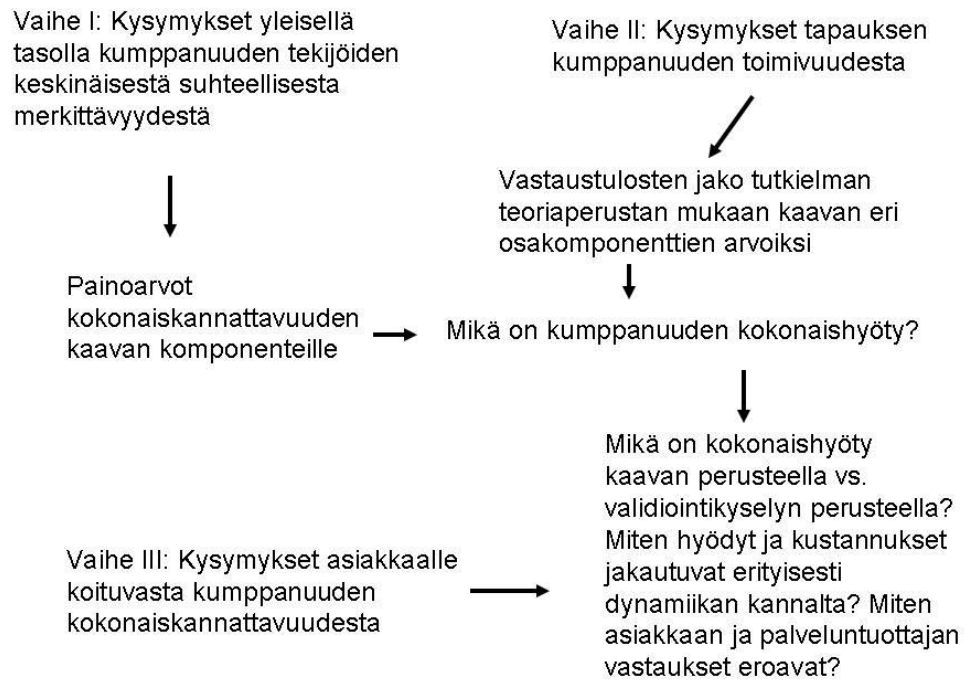 Vaihe I: Kysymykset yleisellä
tasolla kumppanuuden tekijöiden
keskinäisestä suhteellisesta
merkittävyydestä
Vaihe II: Kysymykset tapauksen
kumppanuuden toimivuudesta
Vastaustulosten jako tutkielman
teoriaperustan mukaan kaavan eri
osakomponenttien arvoiksi
Painoarvot
kokonaiskannattavuuden
kaavan komponenteille
Mikä on kumppanuuden kokonaishyöty?
Mikä on kokonaishyöty
kaavan perusteella vs.
validiointikyselyn perusteella?
Miten hyödyt ja kustannukset
jakautuvat erityisesti
dynamiikan kannalta? Miten
asiakkaan ja palveluntuottajan
vastaukset eroavat?
Vaihe III: Kysymykset asiakkaalle
koituvasta kumppanuuden
kokonaiskannattavuudesta